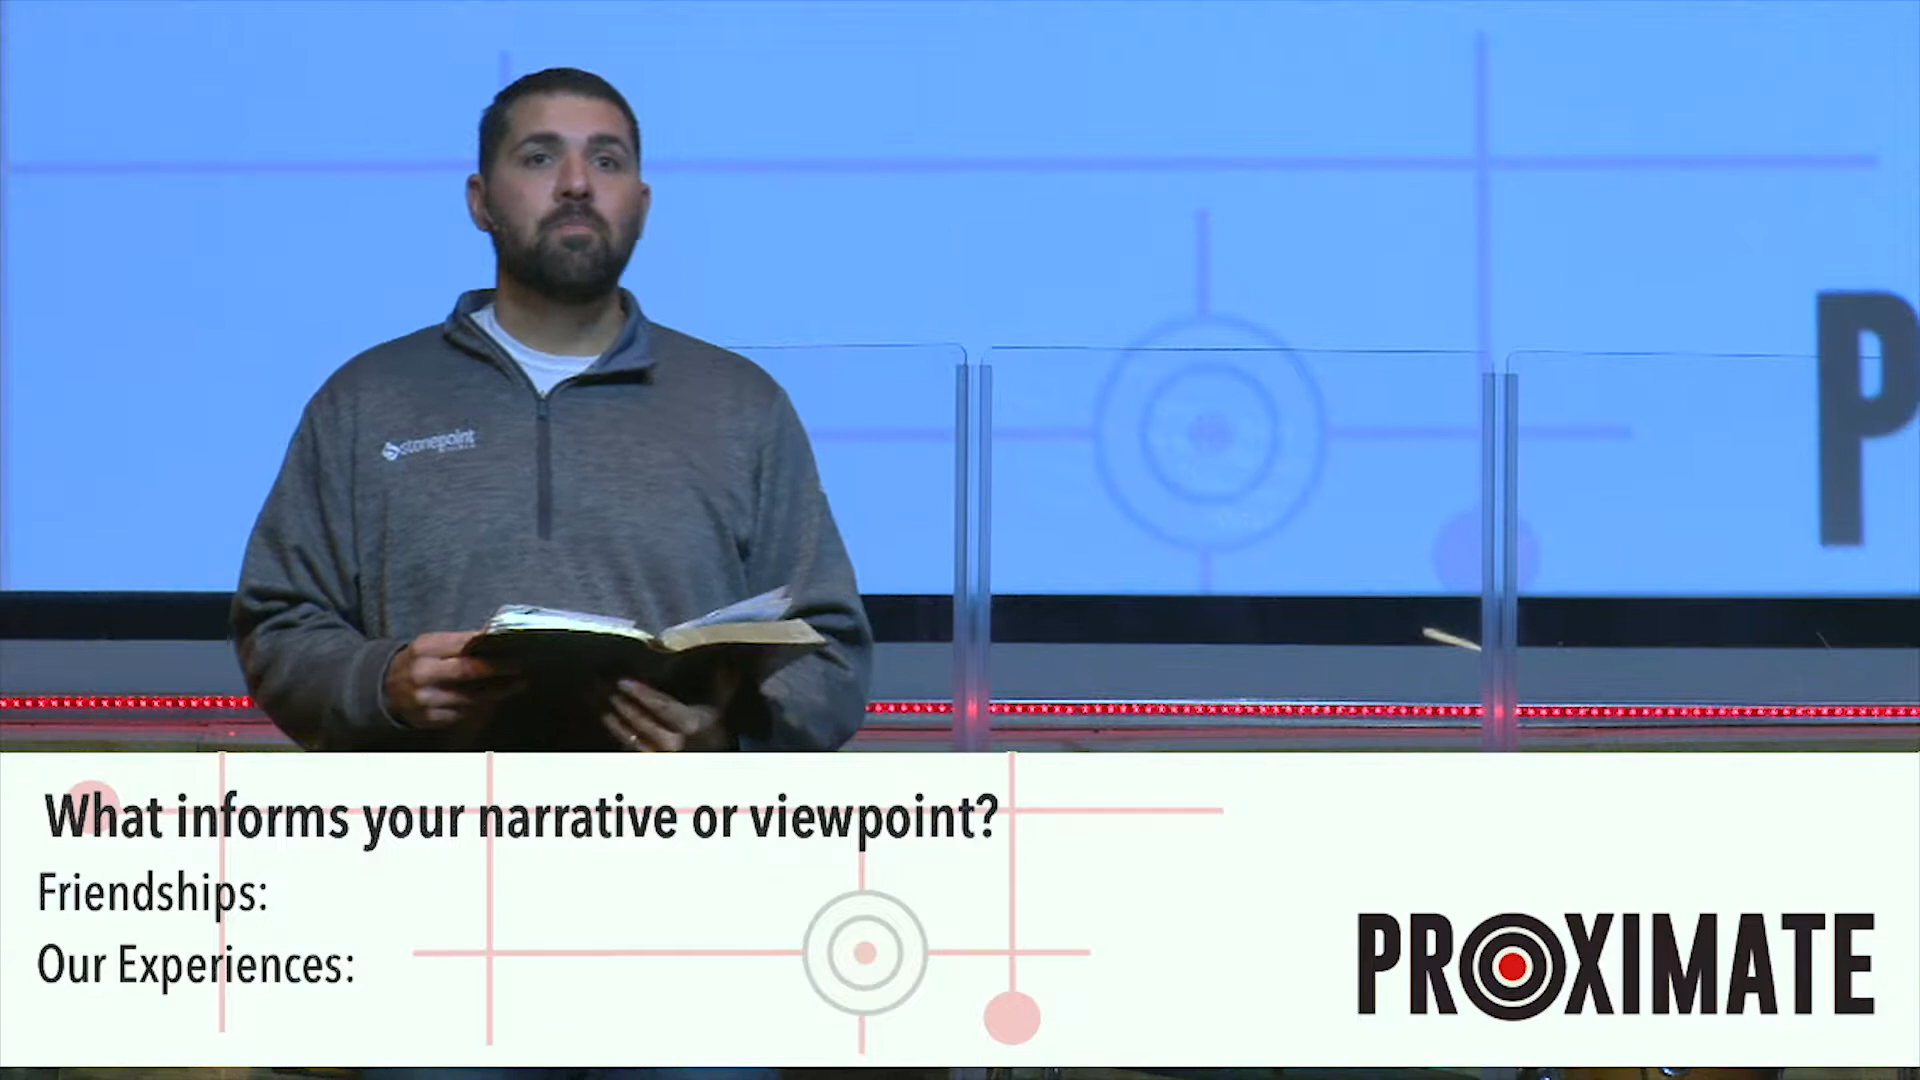 P
stonepoint
What informs your narrative or viewpoint?
Friendships:
Our Experiences:
PROXIMATE